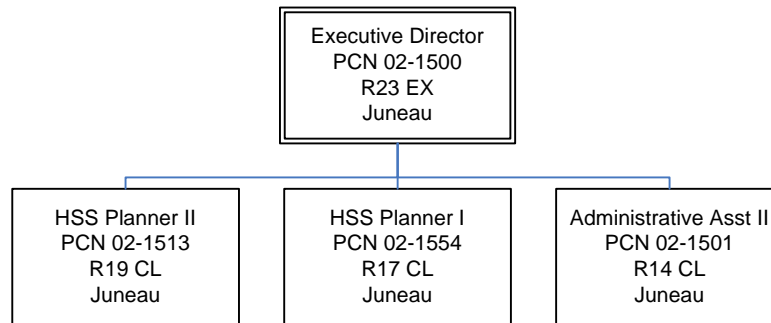 Executive Director
PCN 02-1500
R23 EX
Juneau
HSS Planner II
PCN 02-1513
R19 CL
Juneau
HSS Planner I
PCN 02-1554
R17 CL
Juneau
Administrative Asst II
PCN 02-1501
R14 CL
Juneau